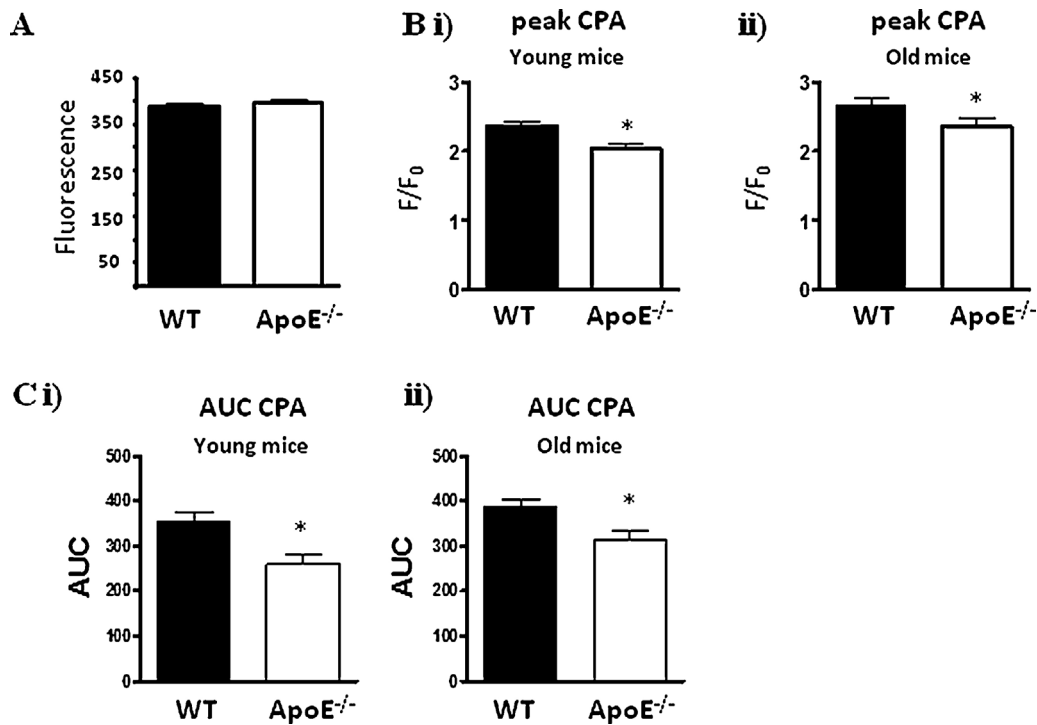 A
Fluorescence
450
350
250
150
50
WT ApoE-/-
B i)
peak CPA
Young mice
F/F0
3
2
1
0
*
WT ApoE-/-
ii)
peak CPA
Old mice
F/F0
3
2
1
0
*
WT ApoE-/-
C i)
AUC CPA
Young mice
AUC
500
400
300
200
100
0
*
WT ApoE-/-
ii)
AUC CPA
Old mice
AUC
500
400
300
200
100
0
*
WT ApoE-/-